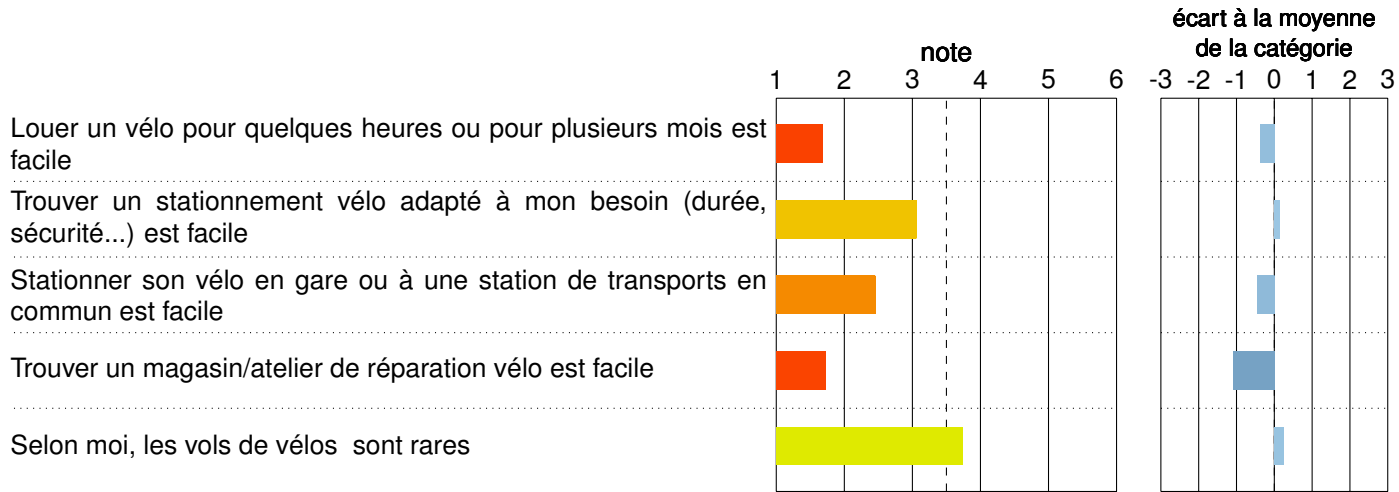 écart à la moyenne
de la catégorie
note
1 2 3 4 5 6
-3 -2 -1 0 1 2 3
Louer un vélo pour quelques heures ou pour plusieurs mois est
facile
Trouver un stationnement vélo adapté à mon besoin (durée,
sécurité...) est facile
Stationner son vélo en gare ou à une station de transports en
commun est facile
Trouver un magasin/atelier de réparation vélo est facile
Selon moi, les vols de vélos sont rares